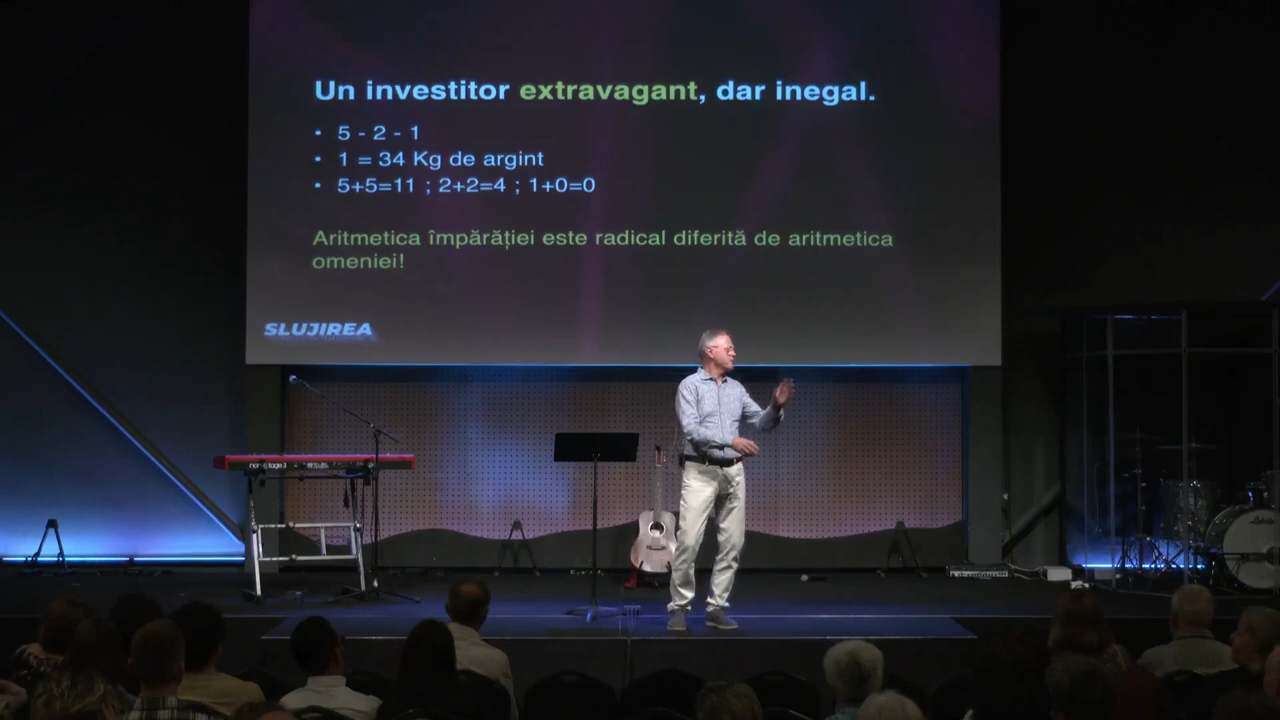 Un investitor extravagant, dar inegal.
• 5 - 2 - 1
• 1 = 34 Kg de argint
• 5+5=11 ; 2+2=4 ; 1+0=0
Aritmetica împărăției este radical diferită de aritmetica
omeniei!
SLUJIREA